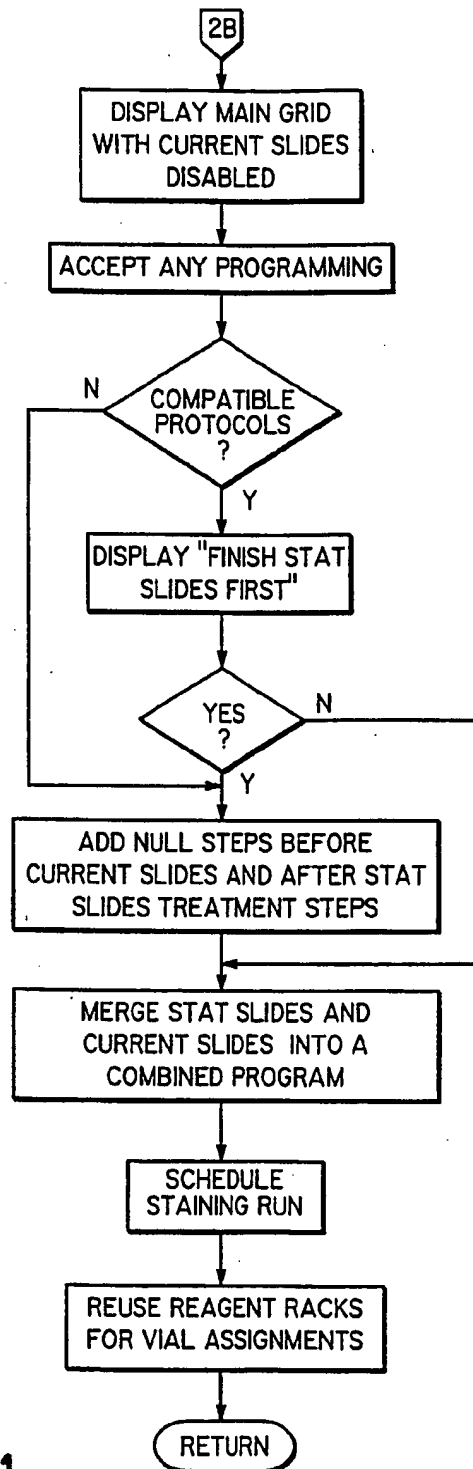 2B
DISPLAY MAIN GRID
WITH CURRENT SLIDES
DISABLED
ACCEPT ANY PROGRAMMING
N
COMPATIBLE
PROTOCOLS
?
Y
DISPLAY "FINISH STAT
SLIDES FIRST"
YES
?
N
Y
ADD NULL STEPS BEFORE
CURRENT SLIDES AND AFTER STAT
SLIDES TREATMENT STEPS
MERGE STAT SLIDES AND
CURRENT SLIDES INTO A
COMBINED PROGRAM
SCHEDULE
STAINING RUN
REUSE REAGENT RACKS
FOR VIAL ASSIGNMENTS
RETURN